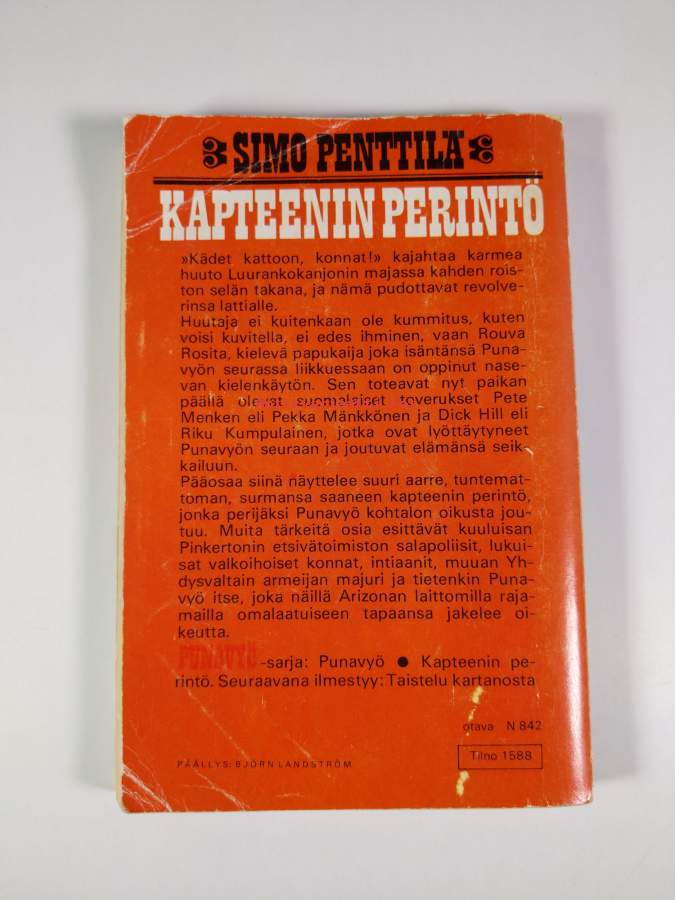 SIMO PENTTILÄ
KAPTEENIN PERINTÖ
»Kädet kattoon, konnat!» kajahtaa karmea
huuto Luurankokanjonin majassa kahden rois-
ton selän takana, ja nämä pudottavat revolve-
rinsa lattialle.
Huutaja ei kuitenkaan ole kummitus, kuten
voisi kuvitella, ei edes ihminen, vaan Rouva
Rosita, kielevä papukaija joka isäntänsä Puna-
vyön seurassa liikkuessaan on oppinut nase-
van kielenkäytön. Sen toteavat nyt paikan
päällä olevat suomalaiset toverukset Pete
Menken eli Pekka Mänkkönen ja Dick Hill eli
Riku Kumpulainen, jotka ovat lyöttäytyneet
Punavyön seuraan ja joutuvat elämänsä seik-
kailuun.
Pääosaa siinä näyttelee suuri aarre, tuntemat-
toman, surmansa saaneen kapteenin perintö,
jonka perijäksi Punavyö kohtalon oikusta jou-
tuu. Muita tärkeitä osia esittävät kuuluisan
Pinkertonin etsivätoimiston salapoliisit, lukui-
sat valkoihoiset konnat, intiaanit, muuan Yh-
dysvaltain armeijan majuri ja tietenkin Puna-
vyö itse, joka näillä Arizonan laittomilla raja-
mailla omalaatuiseen tapaansa jakelee oi-
keutta.
PUNAVYÖ-sarja: Punavyö ● Kapteenin pe-
rintö. Seuraavana ilmestyy: Taistelu kartanosta
otava N 842
Tilno 1588
PÄÄLLYS: BJÖRN LANDSTRÖM